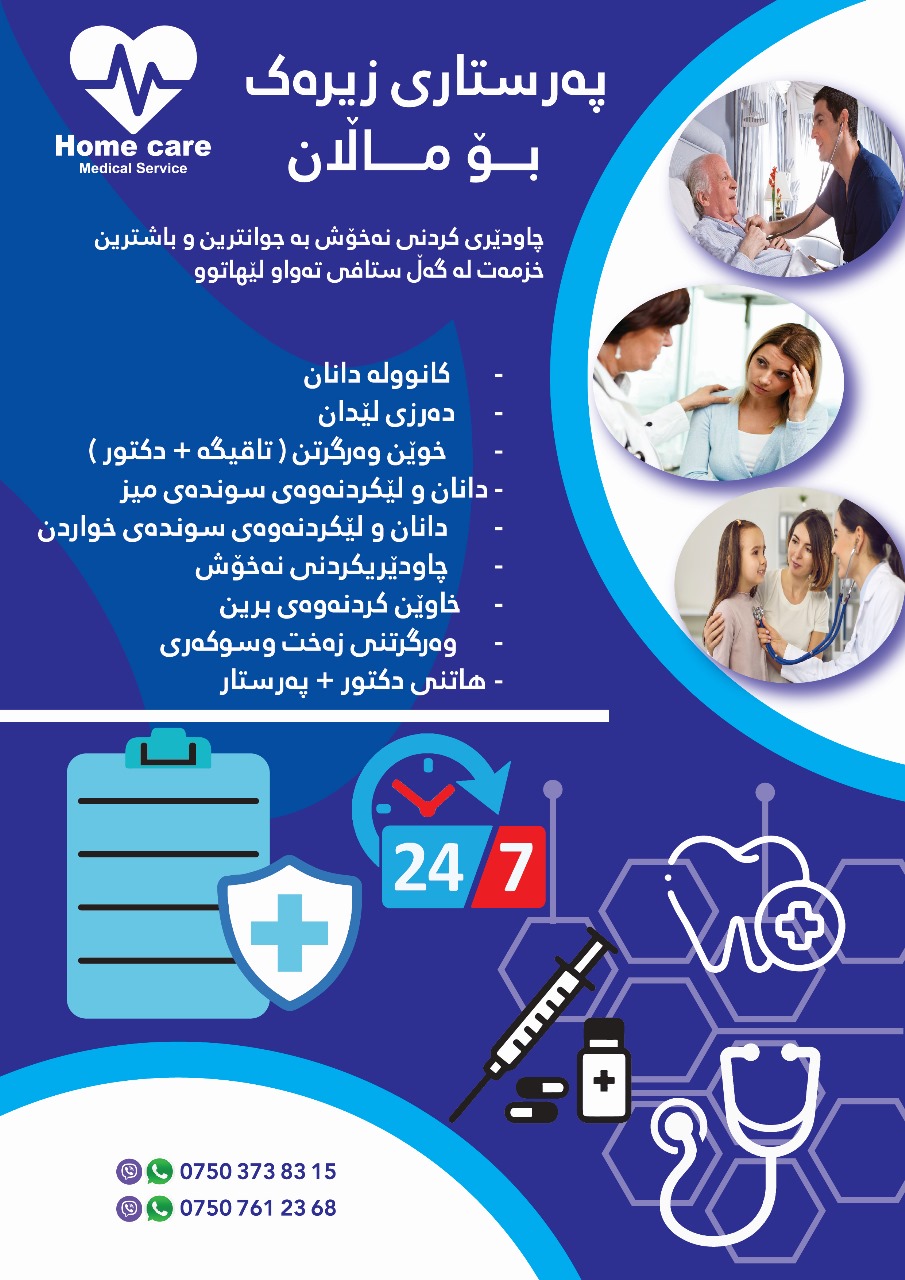 Home care
Medical Service
پەرستاری زیرەک
بۆ ماڵان
چاودێری کردنی نەخۆش بە جوانترین و باشترین
خزمەت لە گەڵ ستافی تەواو لێهاتوو
- کانوولە دانان
- دەرزی لێدان
- خوێن وەرگرتن ( تاقیگە + دکتور )
- دانان و لێکردنەوەی سوندەی میز
- دانان و لێکردنەوەی سوندەی خواردن
- چاودێریکردنی نەخۆش
- خاوێن کردنەوەی برین
- وەرگرتنی زەخت وسوکەری
- هاتنی دکتور + پەرستار
24/7
0750 373 83 15
0750 761 23 68